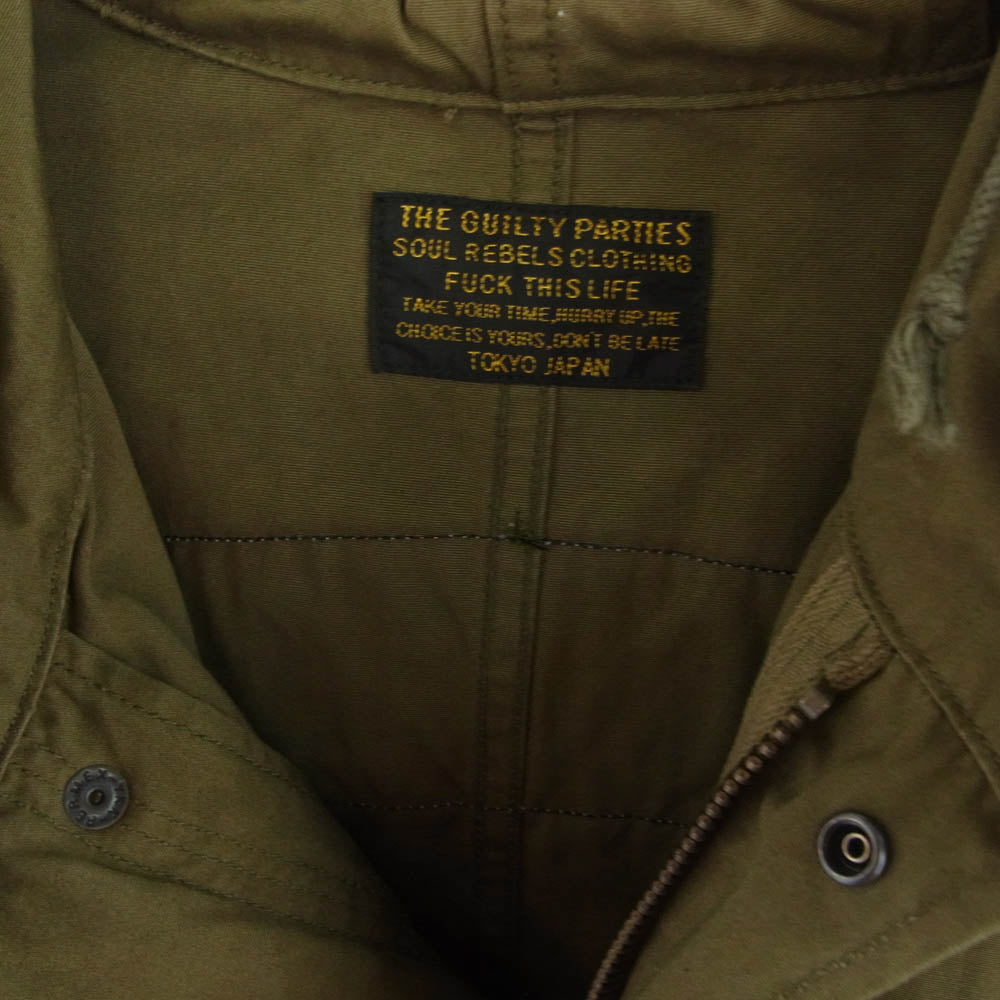 THE GUILTY PARTIES
SOUL REBELS CLOTHING
FUCK THIS LIFE
TAKE YOUR TIME,HURRY UP,THE
CHOICE IS YOURS,DON'T BE LATE
TOKYO JAPAN